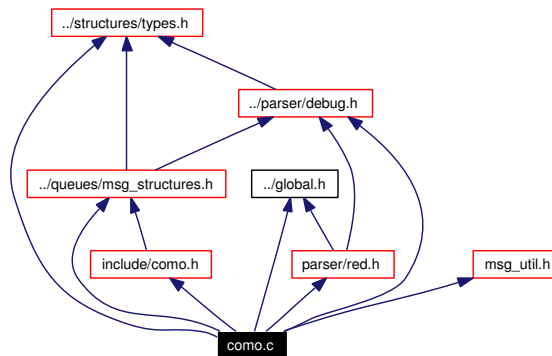 ../structures/types.h
../parser/debug.h
../queues/msg_structures.h
../global.h
include/como.h
parser/red.h
msg_util.h
como.c